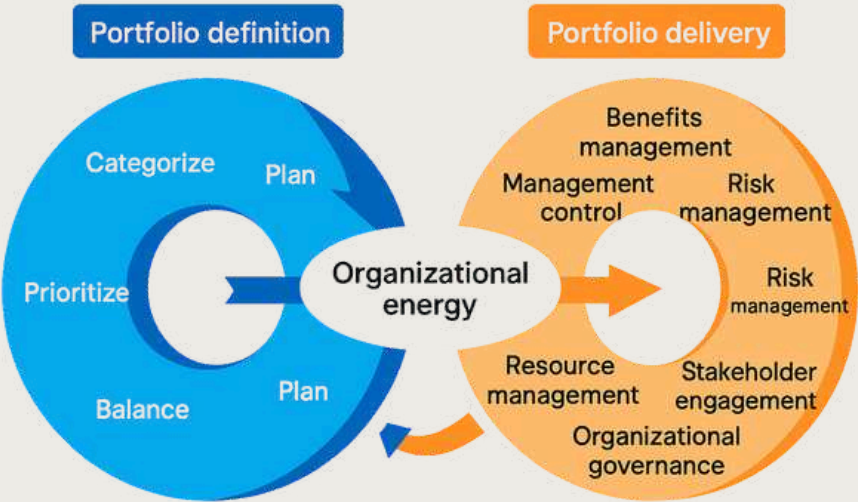 Portfolio definition
Portfolio delivery
Categorize
Plan
Prioritize
Balance
Plan
Organizational
energy
Benefits
management
Management
control
Risk
management
Risk
management
Resource
management
Stakeholder
engagement
Organizational
governance